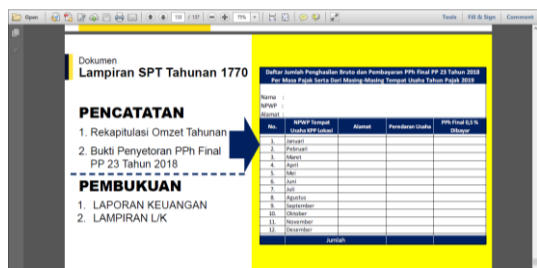 Open
119 / 137
75%
Tools
Fill & Sign
Comment
Dokumen
Lampiran SPT Tahunan 1770
PENCATATAN
1. Rekapitulasi Omzet Tahunan
2. Bukti Penyetoran PPh Final
PP 23 Tahun 2018
PEMBUKUAN
1. LAPORAN KEUANGAN
2. LAMPIRAN L/K
Daftar Jumlah Penghasilan Bruto dan Pembayaran PPh Final PP 23 Tahun 2018
Per Masa Pajak Serta Dari Masing-Masing Tempat Usaha Tahun Pajak 2019
Nama :
NPWP :
Alamat :
No. NPWP Tempat Usaha KPP Lokasi Alamat Peredaran Usaha PPh Final 0,5 % Dibayar
1. Januari
2. Februari
3. Maret
4. April
5. Mei
6. Juni
7. Juli
8. Agustus
9. September
10. Oktober
11. November
12. Desember
Jumlah